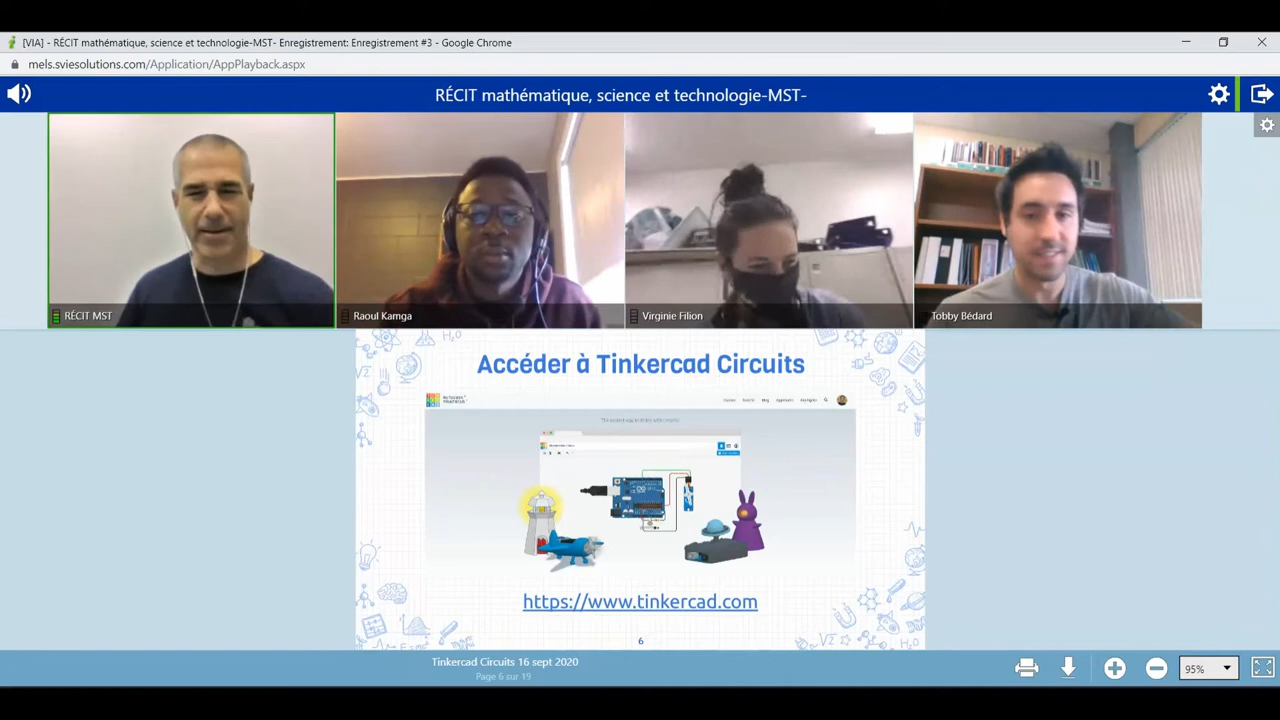 [VIA] - RÉCIT mathématique, science et technologie-MST- Enregistrement: Enregistrement #3 - Google Chrome
mels.sviesolutions.com/Application/AppPlayback.aspx
RÉCIT mathématique, science et technologie-MST-
RÉCIT MST
Raoul Kamga
Virginie Filion
Tobby Bédard
Accéder à Tinkercad Circuits
https://www.tinkercad.com
6
Tinkercad Circuits 16 sept 2020
Page 6 sur 19
95%